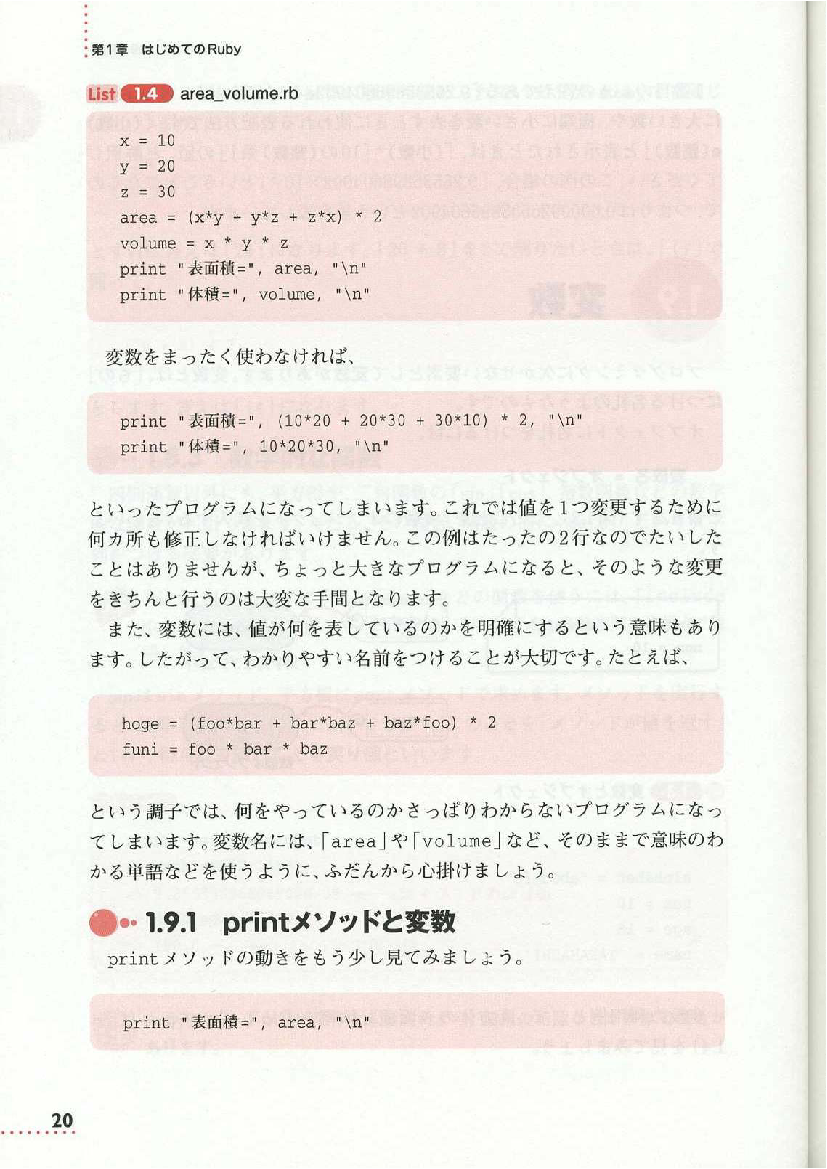 第1章　はじめてのRuby
List 1.4 area_volume.rb
x = 10
y = 20
z = 30
area = (x*y + y*z + z*x) * 2
volume = x * y * z
print "表面積=", area, "\n"
print "体積=", volume, "\n"
変数をまったく使わなければ、
print "表面積=", (10*20 + 20*30 + 30*10) * 2, "\n"
print "体積=", 10*20*30, "\n"
といったプログラムになってしまいます。これでは値を1つ変更するために
何カ所も修正しなければいけません。この例はたったの2行なのでたいした
ことはありませんが、ちょっと大きなプログラムになると、そのような変更
をきちんと行うのは大変な手間となります。
また、変数には、値が何を表しているのかを明確にするという意味もあり
ます。したがって、わかりやすい名前をつけることが大切です。たとえば、
hoge = (foo*bar + bar*baz + baz*foo) * 2
funi = foo * bar * baz
という調子では、何をやっているのかさっぱりわからないプログラムになっ
てしまいます。変数名には、「area」や「volume」など、そのままで意味のわ
かる単語などを使うように、ふだんから心掛けましょう。
1.9.1　printメソッドと変数
printメソッドの動きをもう少し見てみましょう。
print "表面積=", area, "\n"
20